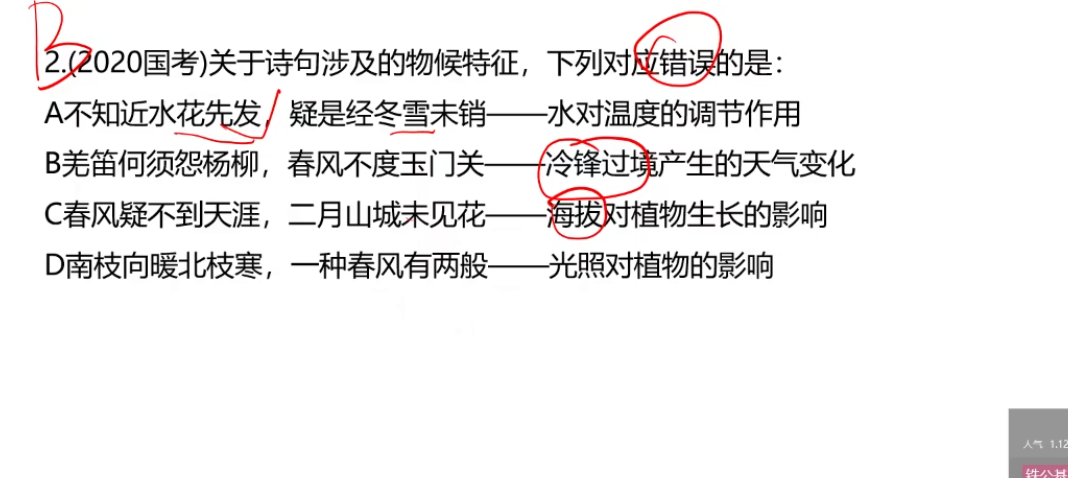 B
2.(2020国考)关于诗句涉及的物候特征，下列对应错误的是：
A不知近水花先发，疑是经冬雪未销——水对温度的调节作用
B羌笛何须怨杨柳，春风不度玉门关——冷锋过境产生的天气变化
C春风疑不到天涯，二月山城未见花——海拔对植物生长的影响
D南枝向暖北枝寒，一种春风有两般——光照对植物的影响
人气 1.12
铁公基